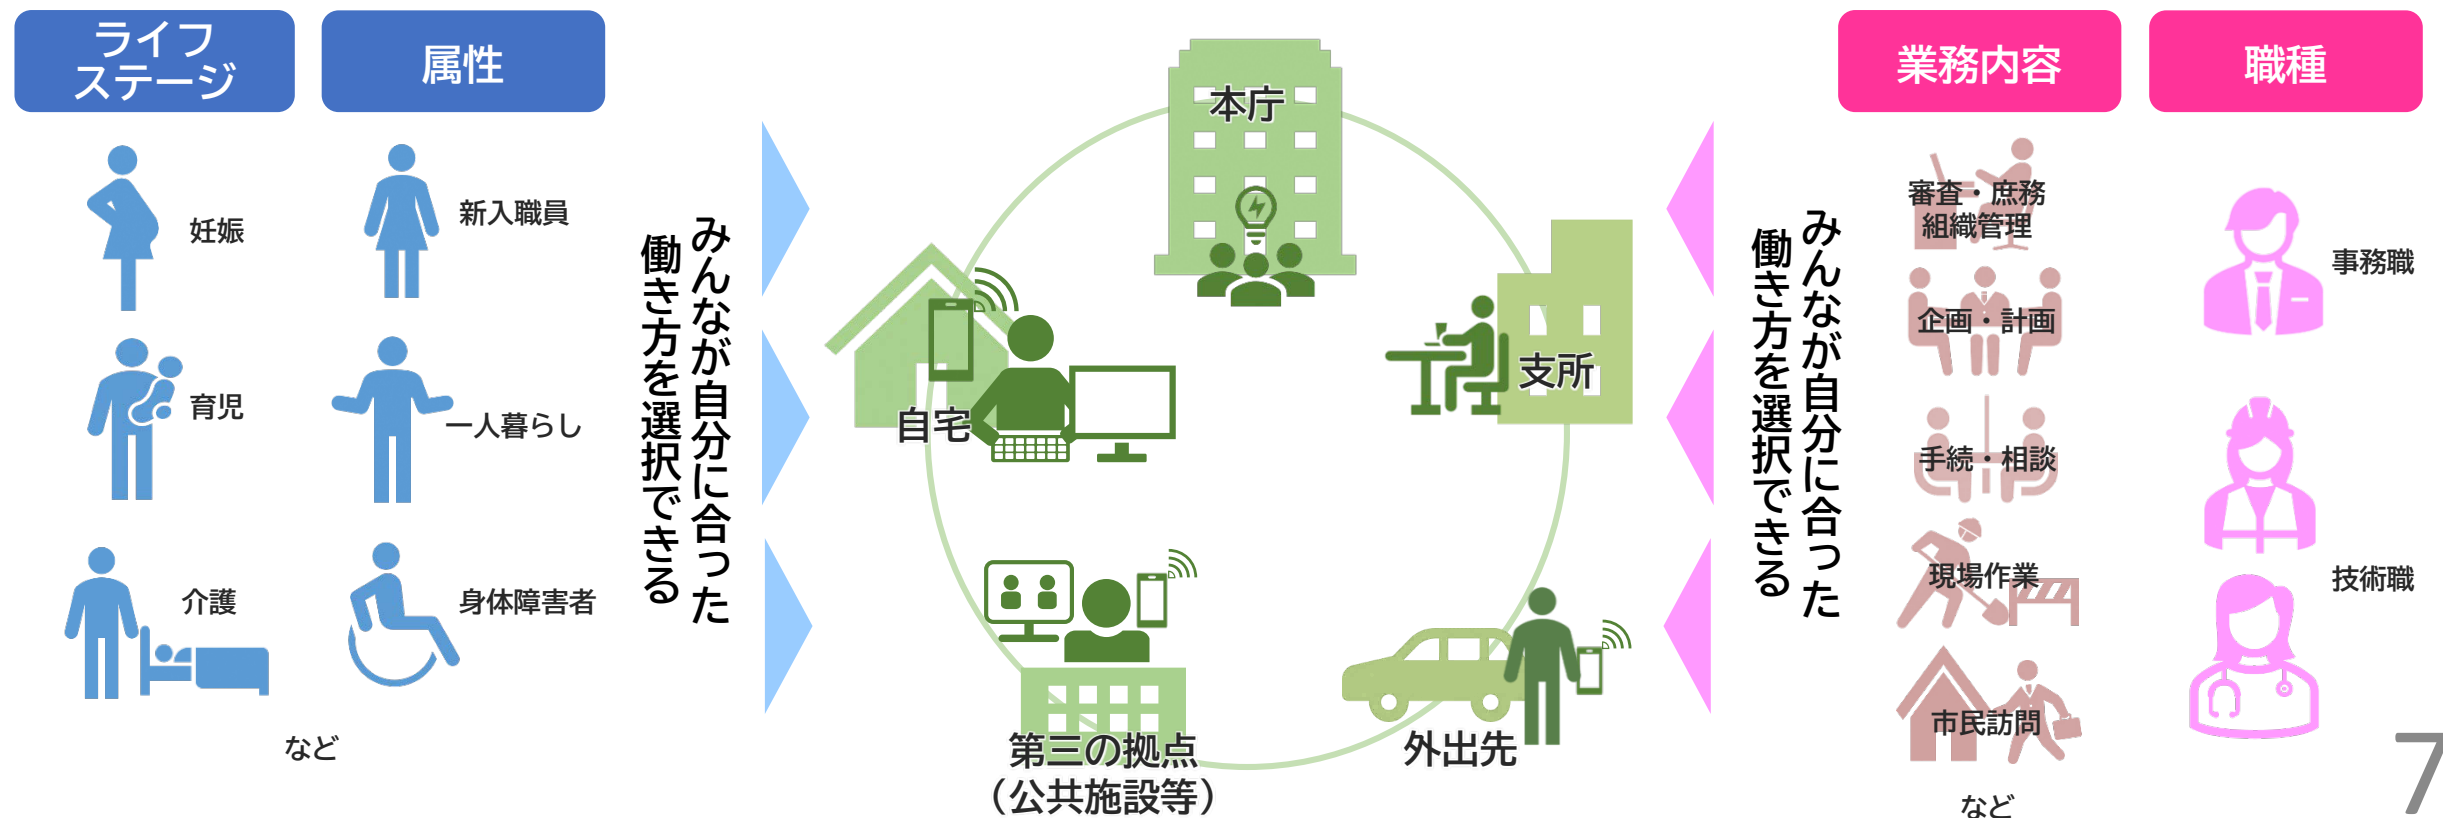 ライフ
ステージ
属性
妊娠
新入職員
育児
一人暮らし
介護
身体障害者
など
みんなが自分に合った
働き方を選択できる
本庁
自宅
支所
第三の拠点
（公共施設等）
外出先
みんなが自分に合った
働き方を選択できる
業務内容
職種
審査・庶務
組織管理
企画・計画
手続・相談
現場作業
市民訪問
など
事務職
技術職
7